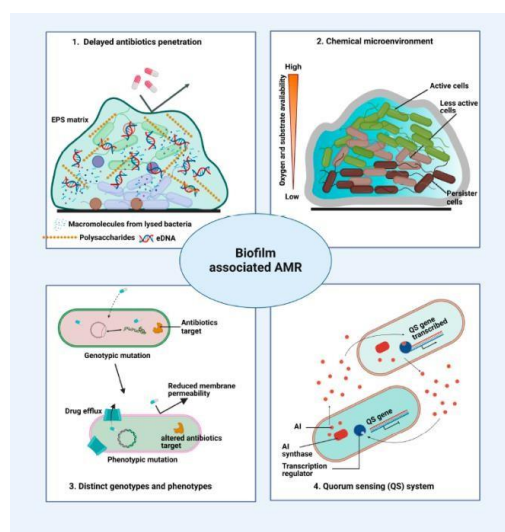 1. Delayed antibiotics penetration
EPS matrix
Macromolecules from lysed bacteria
Polysaccharides
eDNA
2. Chemical microenvironment
High
Oxygen and substrate availability
Low
Active cells
Less active
cells
Persister
cells
Biofilm
associated AMR
Antibiotics
target
Genotypic mutation
Reduced membrane
permeability
Drug efflux
altered antibiotics
target
Phenotypic mutation
3. Distinct genotypes and phenotypes
QS gene
transcribed
QS gene
AI
AI
synthase
Transcription
regulator
4. Quorum sensing (QS) system